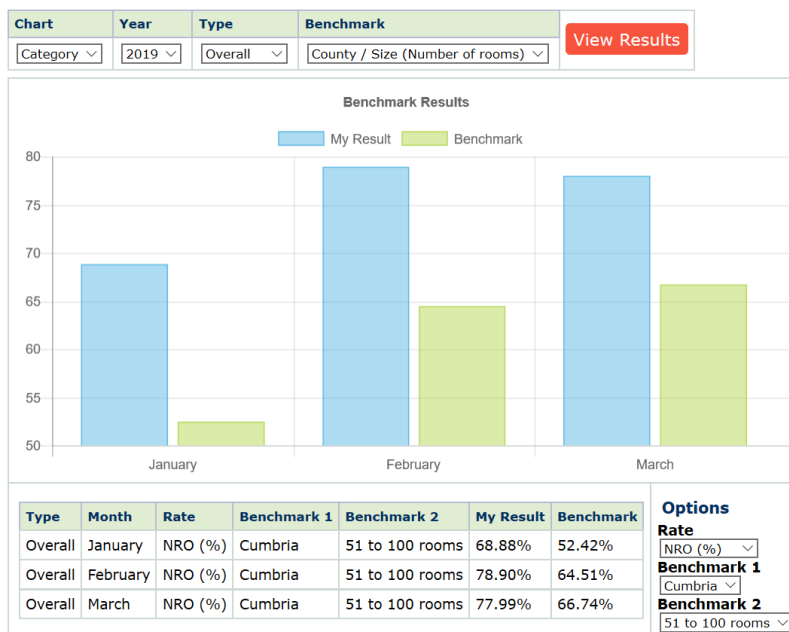 Chart Year Type Benchmark
Category 2019 Overall County / Size (Number of rooms) View Results
Benchmark Results
My Result Benchmark
80
75
70
65
60
55
50
January February March
Type Month Rate Benchmark 1 Benchmark 2 My Result Benchmark
Overall January NRO (%) Cumbria 51 to 100 rooms 68.88% 52.42%
Overall February NRO (%) Cumbria 51 to 100 rooms 78.90% 64.51%
Overall March NRO (%) Cumbria 51 to 100 rooms 77.99% 66.74%
Options
Rate
NRO (%)
Benchmark 1
Cumbria
Benchmark 2
51 to 100 rooms